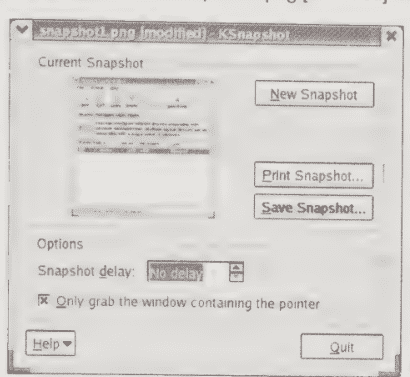 snapshot1.png [modified] - KSnapshot
Current Snapshot
New Snapshot
Print Snapshot...
Save Snapshot...
Options
Snapshot delay: No delay
Only grab the window containing the pointer
Help
Quit